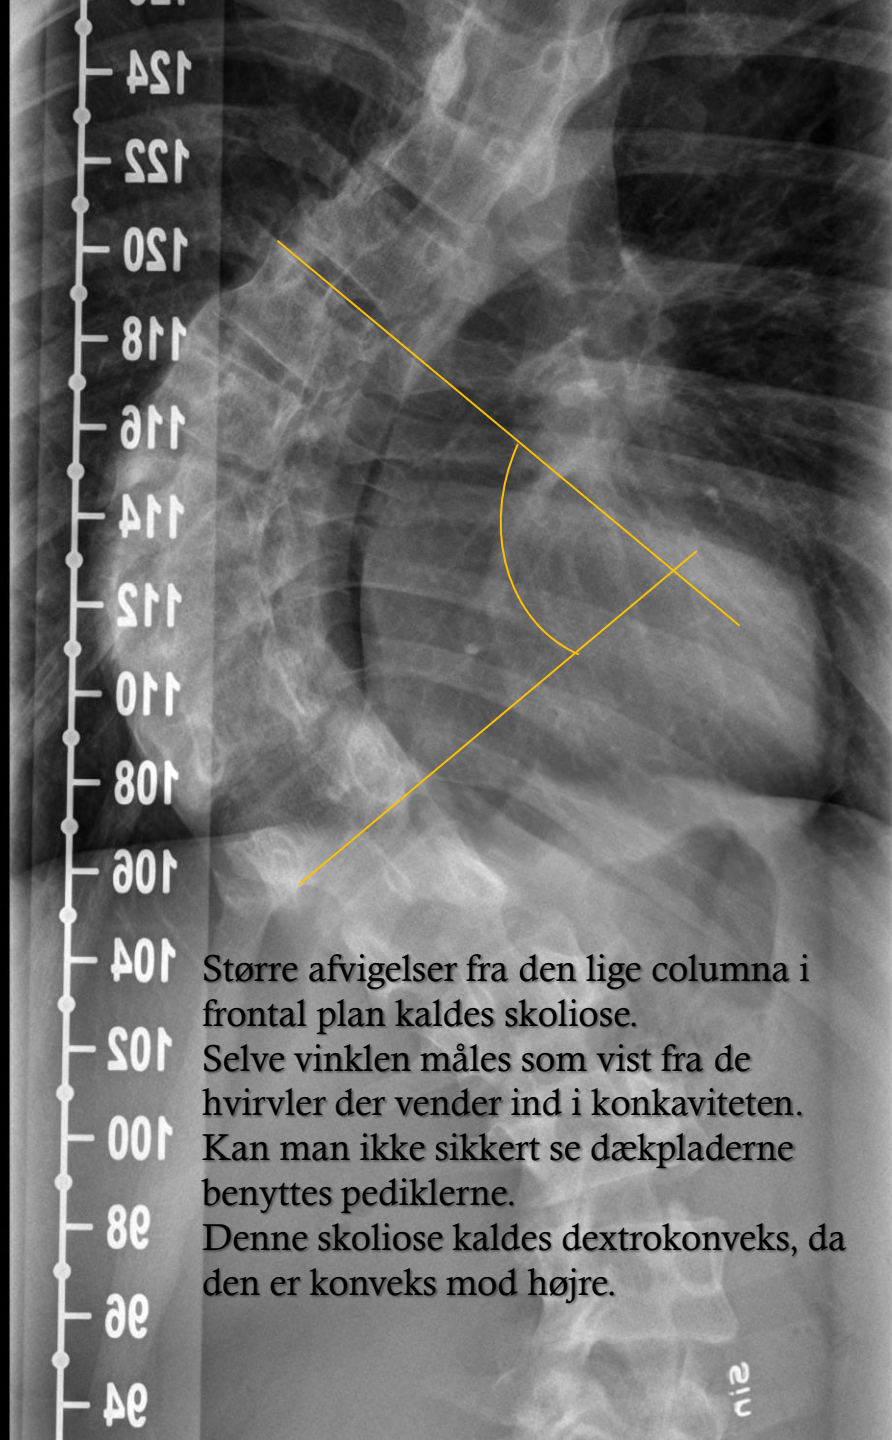 124
122
120
118
116
114
112
110
108
106
104
102
100
98
96
94
Større afvigelser fra den lige columna i
frontal plan kaldes skoliose.
Selve vinklen måles som vist fra de
hvirvler der vender ind i konkaviteten.
Kan man ikke sikkert se dækpladerne
benyttes pediklerne.
Denne skoliose kaldes dextrokonveks, da
den er konveks mod højre.
Sin